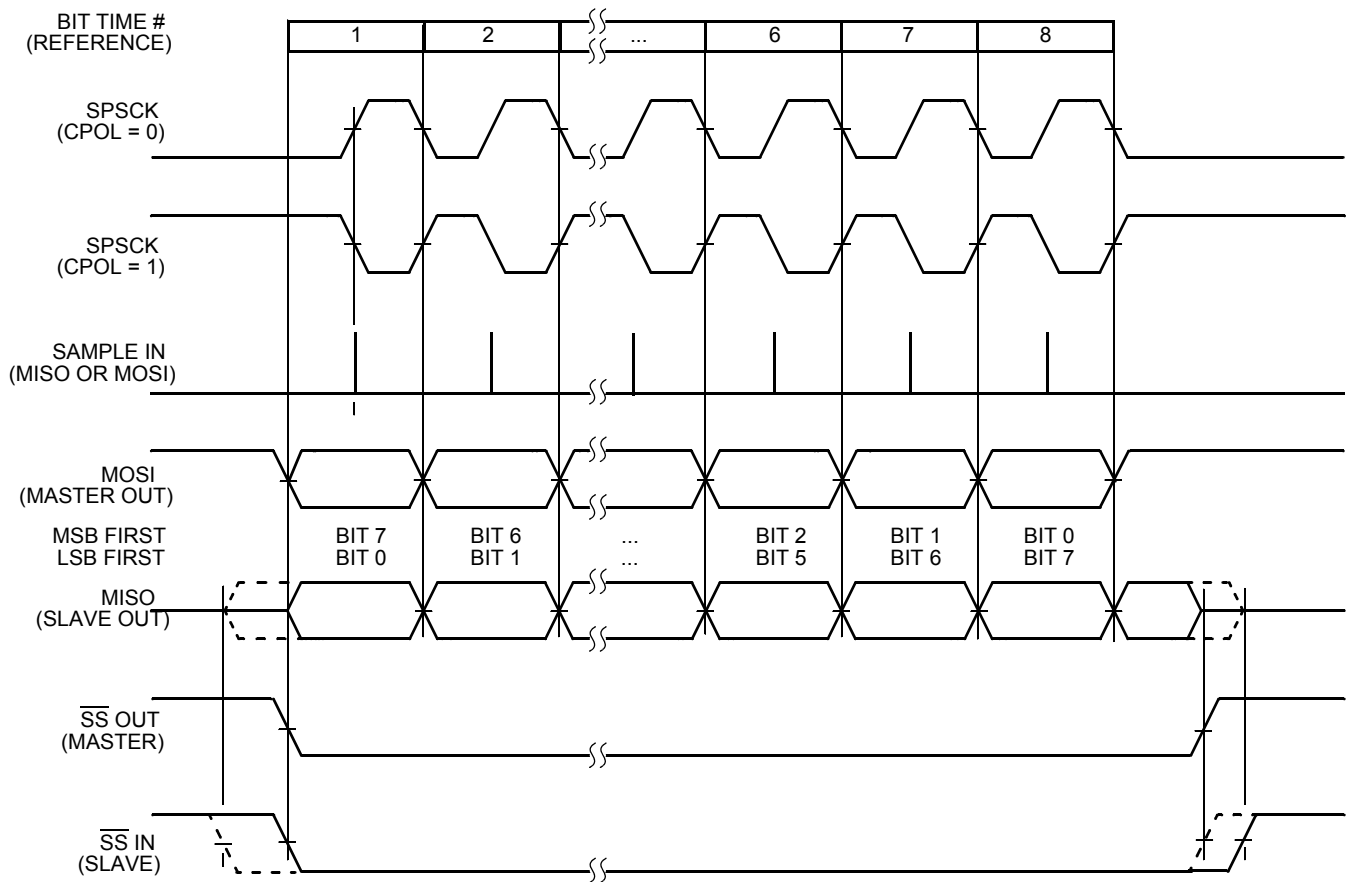 BIT TIME #
(REFERENCE)
1 2 ... 6 7 8
SPSCK
(CPOL = 0)
SPSCK
(CPOL = 1)
SAMPLE IN
(MISO OR MOSI)
MOSI
(MASTER OUT)
MSB FIRST BIT 7 BIT 6 ... BIT 2 BIT 1 BIT 0
LSB FIRST BIT 0 BIT 1 ... BIT 5 BIT 6 BIT 7
MISO
(SLAVE OUT)
S̅S̅ OUT
(MASTER)
S̅S̅ IN
(SLAVE)